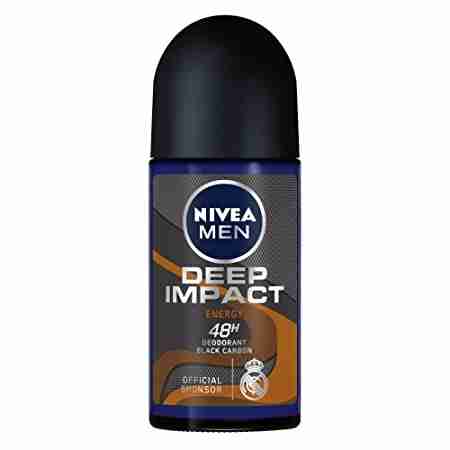 NIVEA
MEN
DEEP
IMPACT
ENERGY
48H
DEODORANT
BLACK CARBON
OFFICIAL
SPONSOR